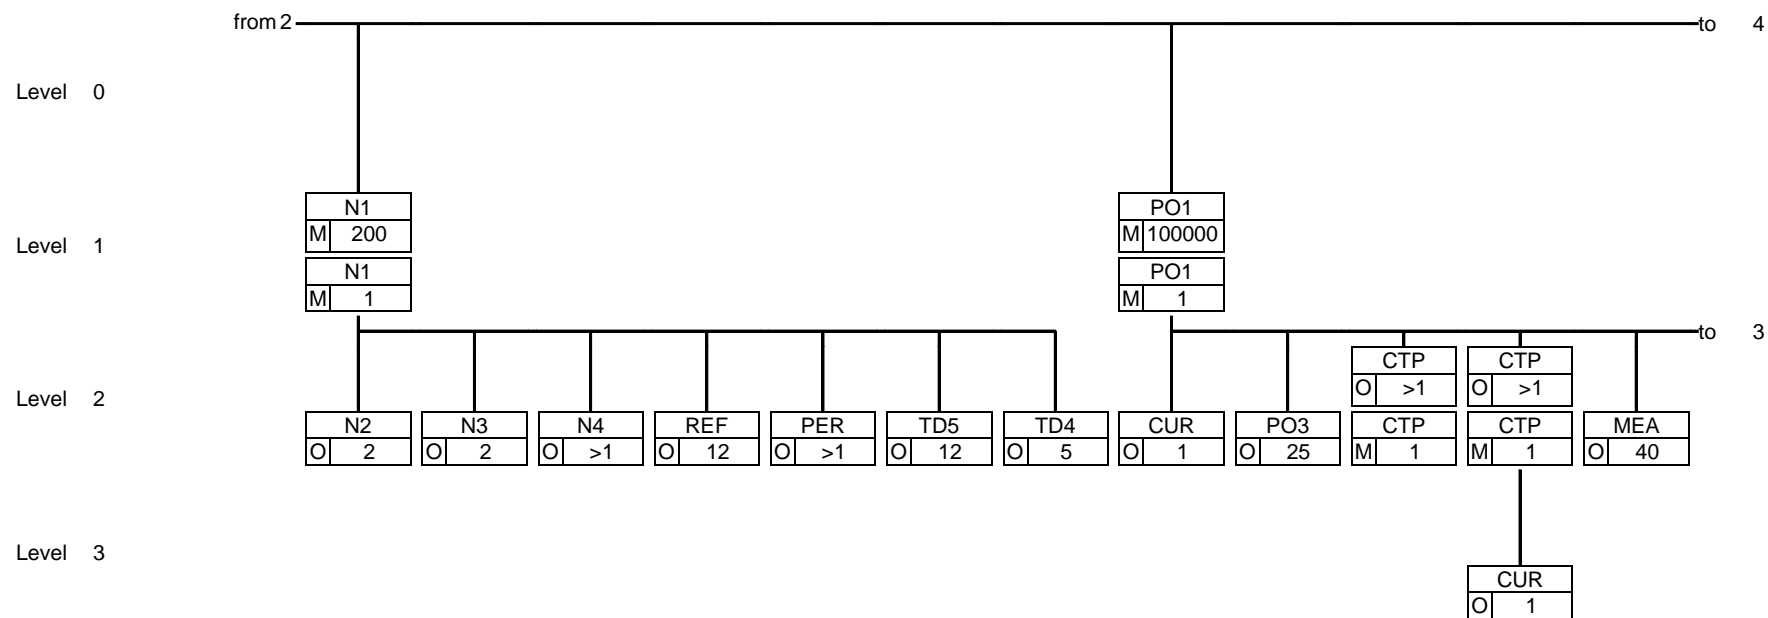 from 2 to 4
Level 0
N1 PO1
M 200 M 100000
Level 1
N1 PO1
M 1 M 1
to 3
CTP CTP
O >1 O >1
Level 2
N2 N3 N4 REF PER TD5 TD4 CUR PO3 CTP CTP MEA
O 2 O 2 O >1 O 12 O >1 O 12 O 5 O 1 O 25 M 1 M 1 O 40
Level 3
CUR
O 1